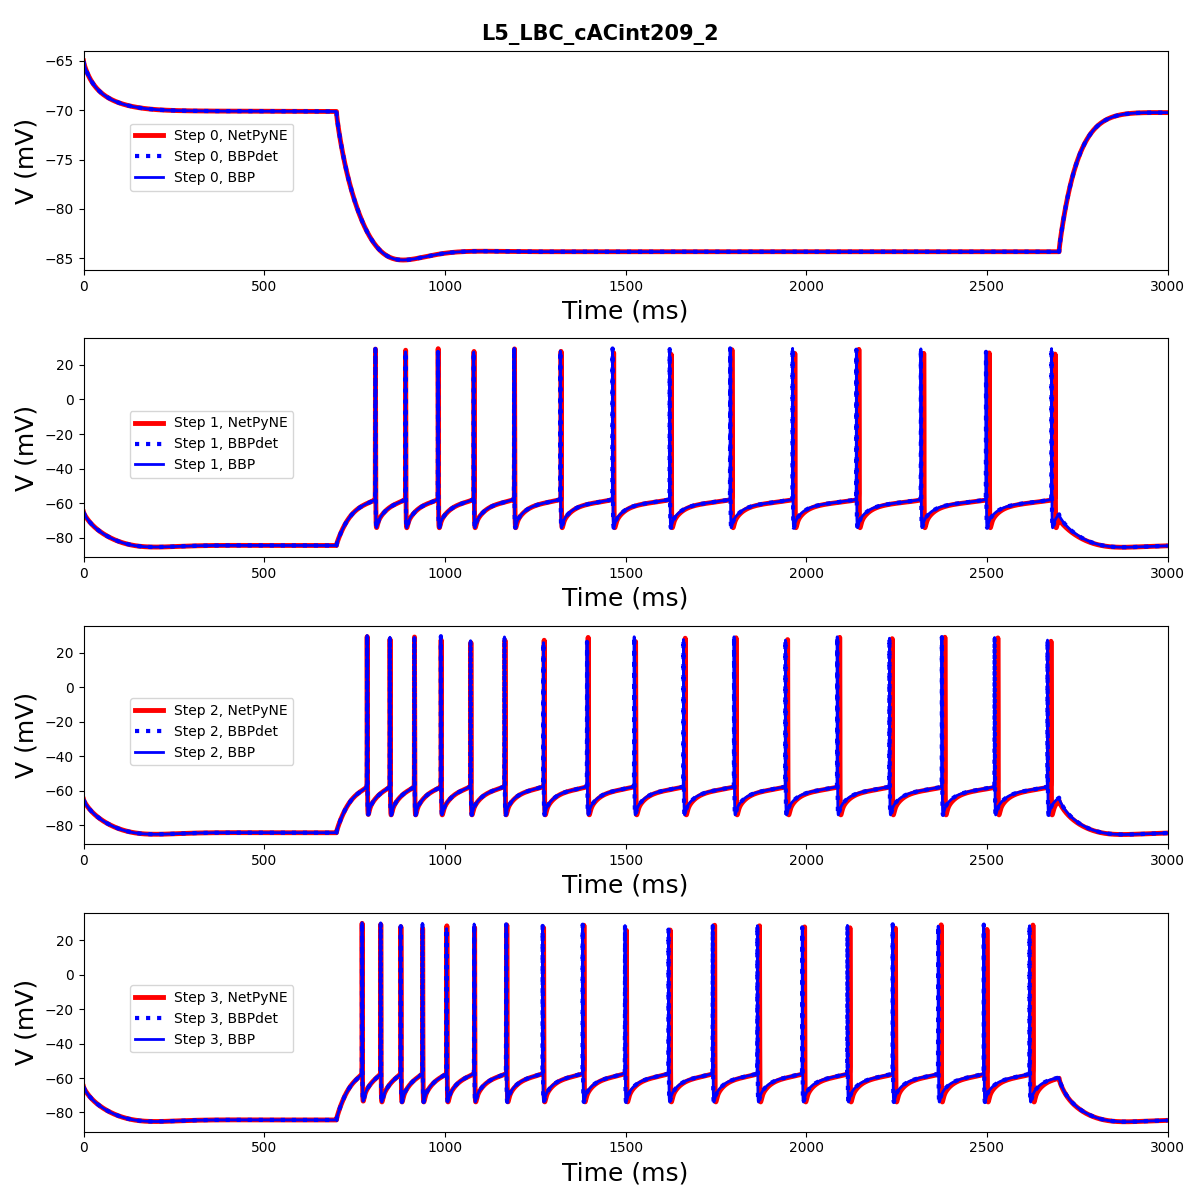 L5_LBC_cACint209_2
−65
−70
−75
−80
−85
V (mV)
Step 0, NetPyNE
Step 0, BBPdet
Step 0, BBP
0 500 1000 1500 2000 2500 3000
Time (ms)
20
0
−20
−40
−60
−80
V (mV)
Step 1, NetPyNE
Step 1, BBPdet
Step 1, BBP
0 500 1000 1500 2000 2500 3000
Time (ms)
20
0
−20
−40
−60
−80
V (mV)
Step 2, NetPyNE
Step 2, BBPdet
Step 2, BBP
0 500 1000 1500 2000 2500 3000
Time (ms)
20
0
−20
−40
−60
−80
V (mV)
Step 3, NetPyNE
Step 3, BBPdet
Step 3, BBP
0 500 1000 1500 2000 2500 3000
Time (ms)